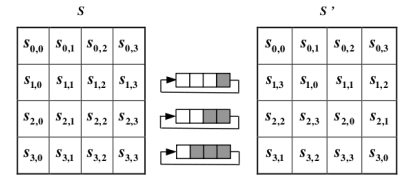 S S’
s0,0 s0,1 s0,2 s0,3 s0,0 s0,1 s0,2 s0,3
s1,0 s1,1 s1,2 s1,3 s1,3 s1,0 s1,1 s1,2
s2,0 s2,1 s2,2 s2,3 s2,2 s2,3 s2,0 s2,1
s3,0 s3,1 s3,2 s3,3 s3,1 s3,2 s3,3 s3,0